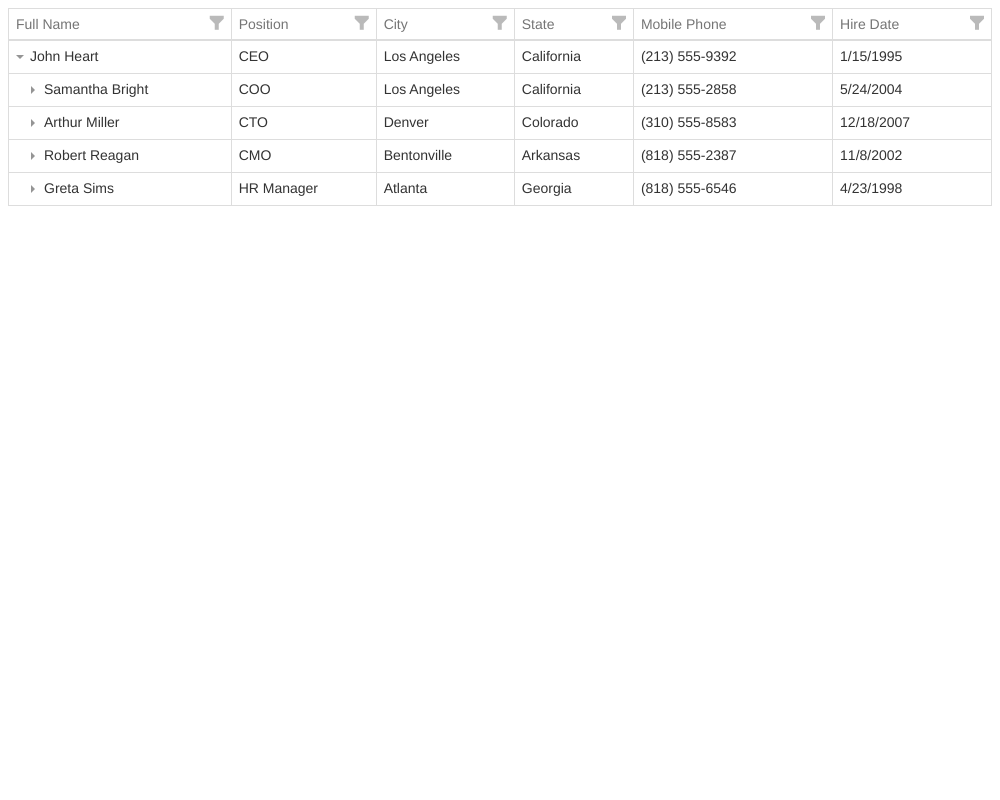 Full Name Position City State Mobile Phone Hire Date
John Heart CEO Los Angeles California (213) 555-9392 1/15/1995
Samantha Bright COO Los Angeles California (213) 555-2858 5/24/2004
Arthur Miller CTO Denver Colorado (310) 555-8583 12/18/2007
Robert Reagan CMO Bentonville Arkansas (818) 555-2387 11/8/2002
Greta Sims HR Manager Atlanta Georgia (818) 555-6546 4/23/1998